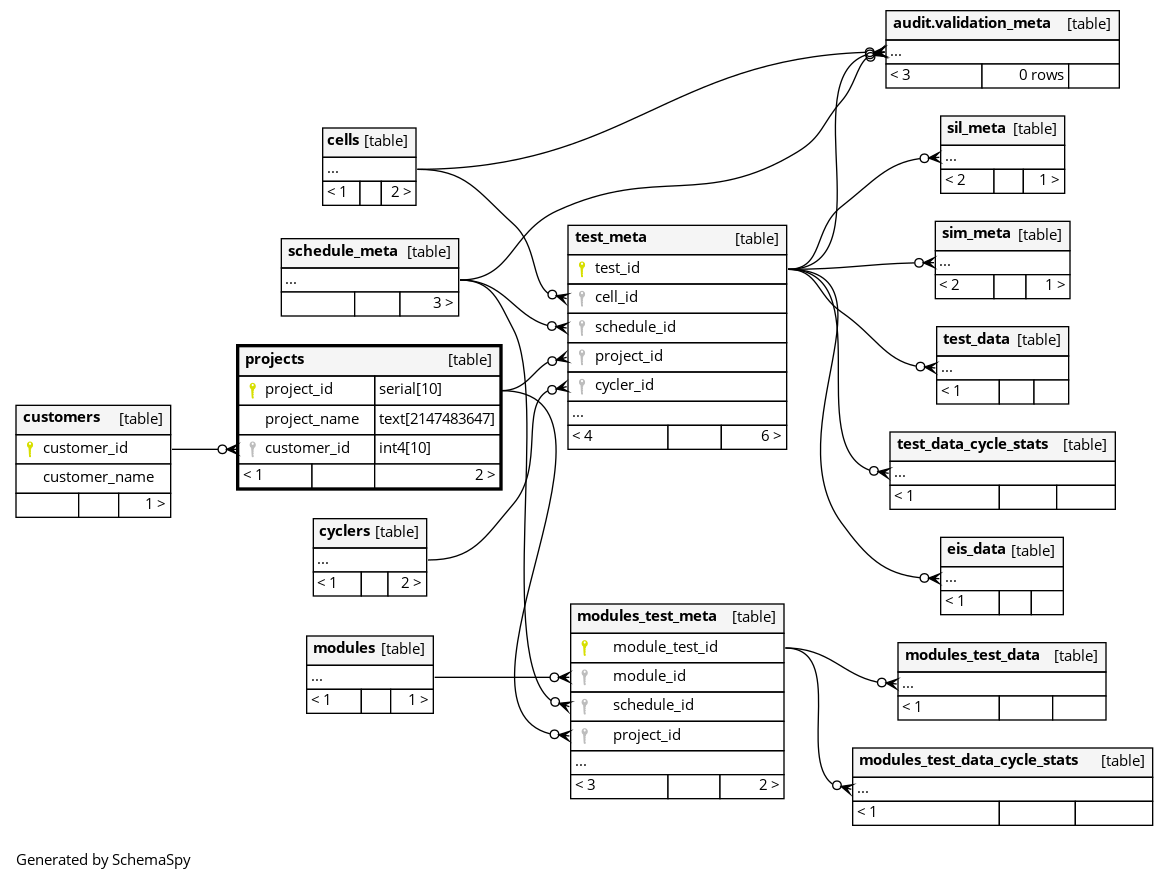 audit.validation_meta [table]
...
< 3 0 rows
sil_meta [table]
...
< 2 1 >
cells [table]
...
< 1 2 >
sim_meta [table]
...
< 2 1 >
test_meta [table]
test_id
cell_id
schedule_id
project_id
cycler_id
...
< 4 6 >
schedule_meta [table]
...
3 >
test_data [table]
...
< 1
projects [table]
project_id serial[10]
project_name text[2147483647]
customer_id int4[10]
< 1 2 >
customers [table]
customer_id
customer_name
1 >
test_data_cycle_stats [table]
...
< 1
cyclers [table]
...
< 1 2 >
eis_data [table]
...
< 1
modules_test_meta [table]
module_test_id
module_id
schedule_id
project_id
...
< 3 2 >
modules [table]
...
< 1 1 >
modules_test_data [table]
...
< 1
modules_test_data_cycle_stats [table]
...
< 1
Generated by SchemaSpy